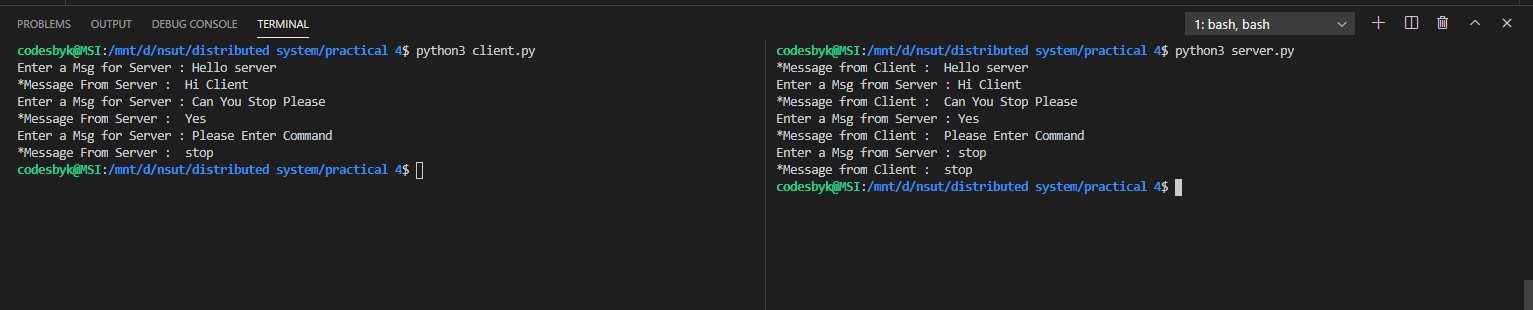 PROBLEMS OUTPUT DEBUG CONSOLE TERMINAL
1: bash, bash
codesbyk@MSI:/mnt/d/nsut/distributed system/practical 4$ python3 client.py
Enter a Msg for Server : Hello server
*Message From Server :  Hi Client
Enter a Msg for Server : Can You Stop Please
*Message From Server :  Yes
Enter a Msg for Server : Please Enter Command
*Message From Server :  stop
codesbyk@MSI:/mnt/d/nsut/distributed system/practical 4$
codesbyk@MSI:/mnt/d/nsut/distributed system/practical 4$ python3 server.py
*Message from Client :  Hello server
Enter a Msg from Server : Hi Client
*Message from Client :  Can You Stop Please
Enter a Msg from Server : Yes
*Message from Client :  Please Enter Command
Enter a Msg from Server : stop
*Message from Client :  stop
codesbyk@MSI:/mnt/d/nsut/distributed system/practical 4$